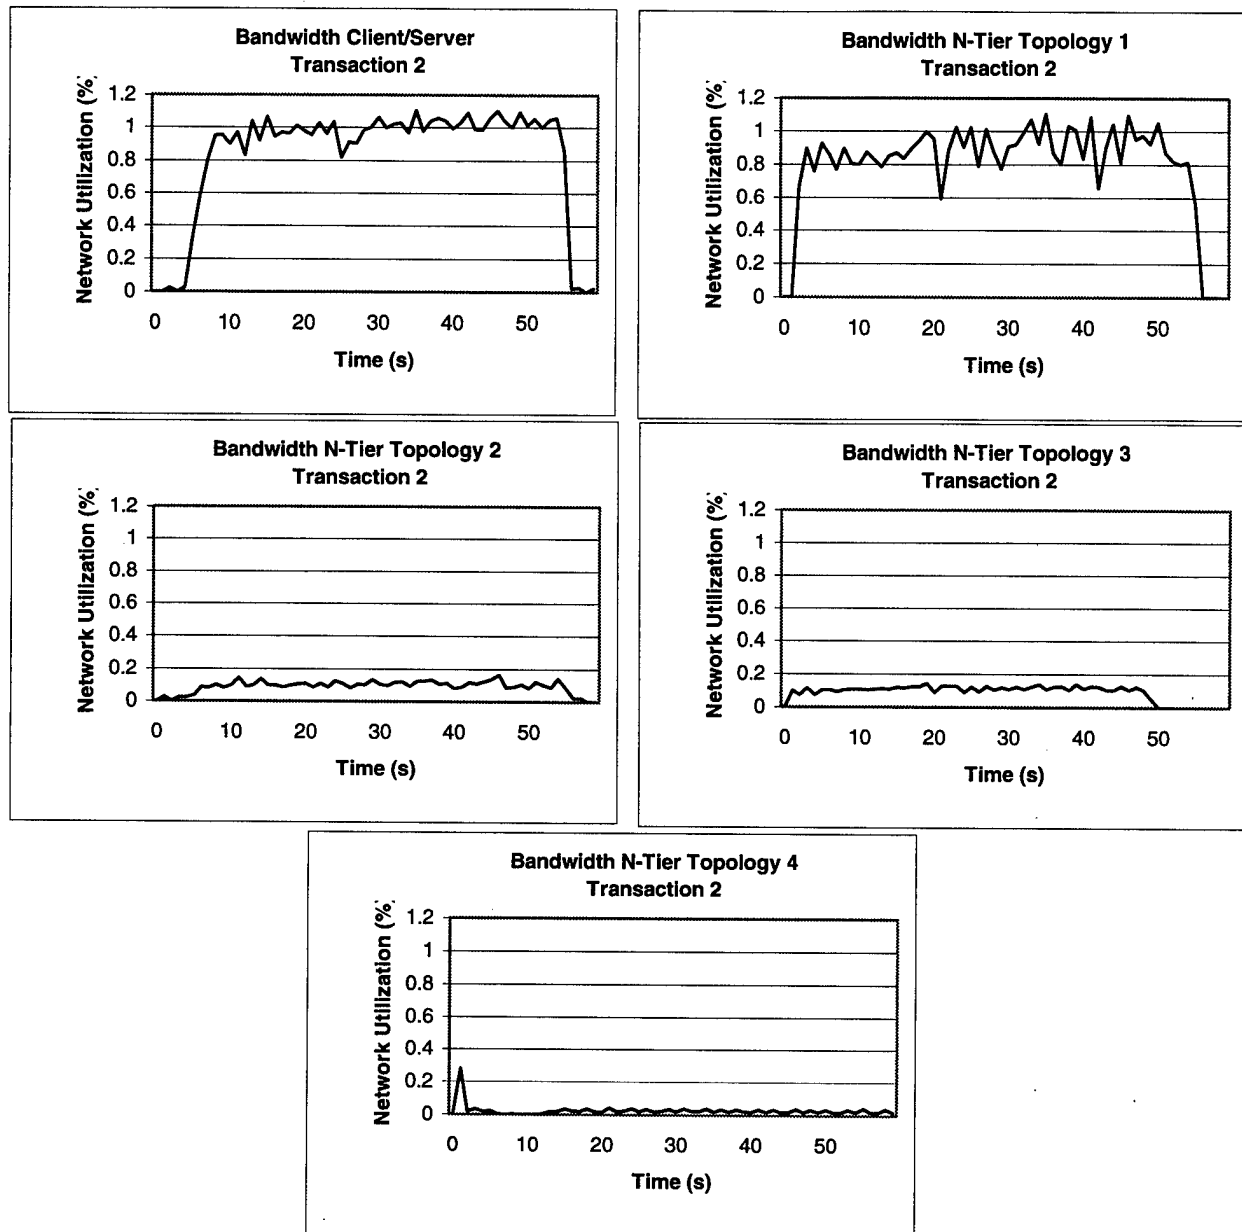 Bandwidth Client/Server
Transaction 2
Network Utilization (%)
1.2
1
0.8
0.6
0.4
0.2
0
0 10 20 30 40 50
Time (s)
Bandwidth N-Tier Topology 1
Transaction 2
Network Utilization (%)
1.2
1
0.8
0.6
0.4
0.2
0
0 10 20 30 40 50
Time (s)
Bandwidth N-Tier Topology 2
Transaction 2
Network Utilization (%)
1.2
1
0.8
0.6
0.4
0.2
0
0 10 20 30 40 50
Time (s)
Bandwidth N-Tier Topology 3
Transaction 2
Network Utilization (%)
1.2
1
0.8
0.6
0.4
0.2
0
0 10 20 30 40 50
Time (s)
Bandwidth N-Tier Topology 4
Transaction 2
Network Utilization (%)
1.2
1
0.8
0.6
0.4
0.2
0
0 10 20 30 40 50
Time (s)